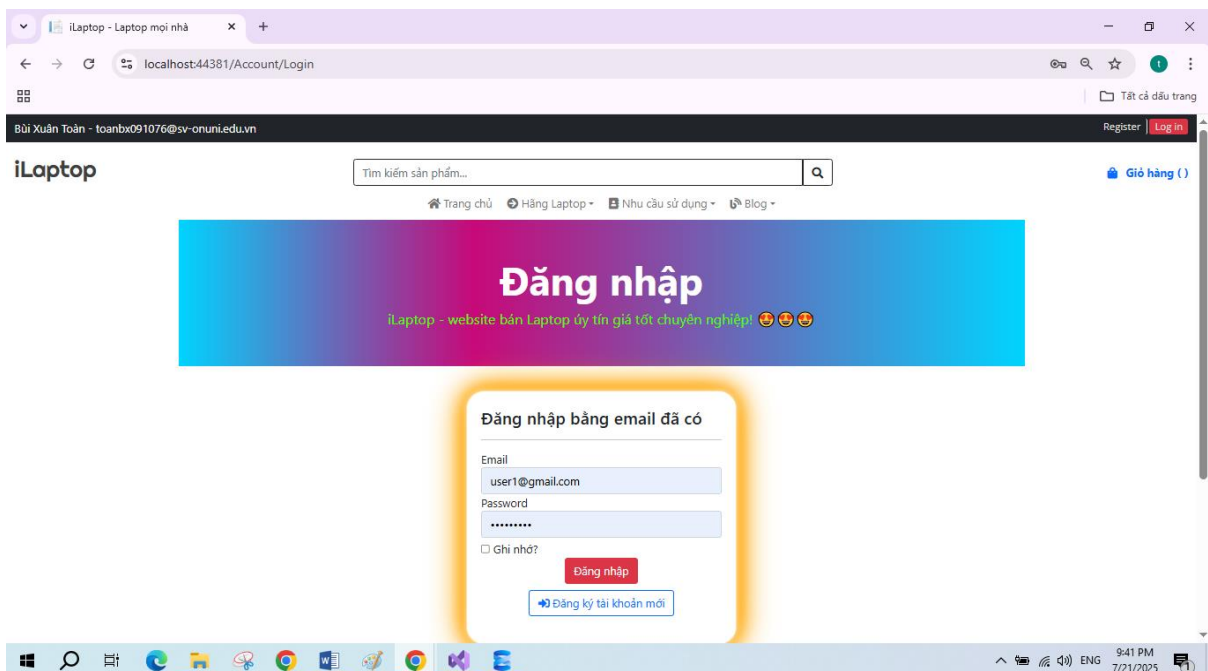 iLaptop - Laptop mọi nhà
localhost:44381/Account/Login
t
Tất cả dấu trang
Bùi Xuân Toàn - toanbx091076@sv-onuni.edu.vn
Register | Log in
iLaptop
Tìm kiếm sản phẩm...
Giỏ hàng ( )
Trang chủ Hãng Laptop Nhu cầu sử dụng Blog
Đăng nhập
iLaptop - website bán Laptop úy tín giá tốt chuyên nghiệp! 🤩🤩🤩
Đăng nhập bằng email đã có
Email
user1@gmail.com
Password
•••••••••
Ghi nhớ?
Đăng nhập
Đăng ký tài khoản mới
ENG
9:41 PM
7/21/2025